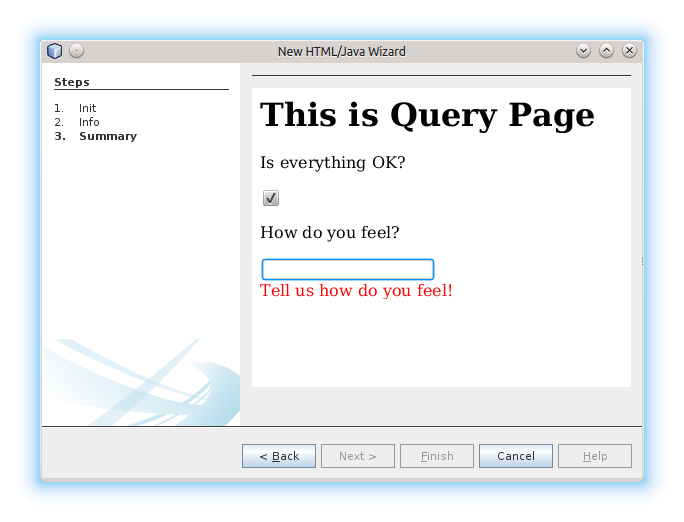 New HTML/Java Wizard
Steps
1. Init
2. Info
3. Summary
This is Query Page
Is everything OK?
How do you feel?
Tell us how do you feel!
< Back
Next >
Finish
Cancel
Help